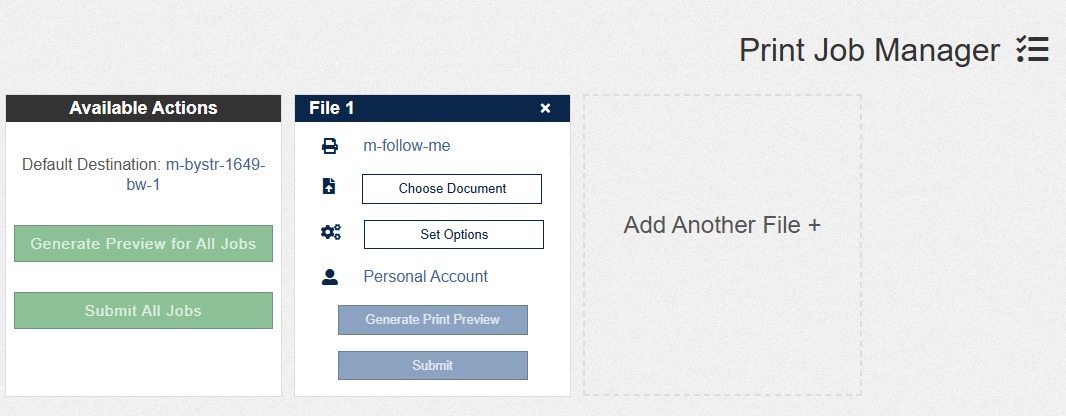 Print Job Manager
Available Actions
Default Destination: m-bystr-1649-
bw-1
Generate Preview for All Jobs
Submit All Jobs
File 1
m-follow-me
Choose Document
Set Options
Personal Account
Generate Print Preview
Submit
Add Another File +